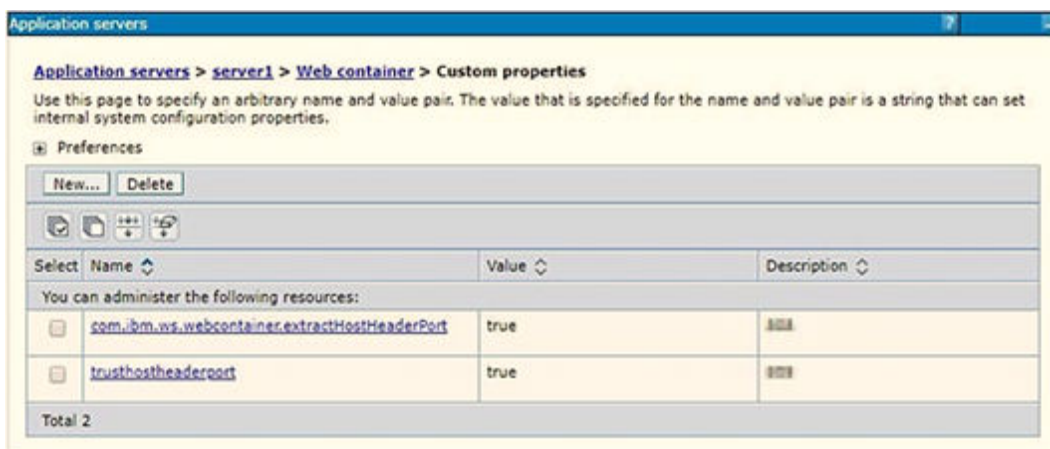 Application servers
?
Application servers > server1 > Web container > Custom properties
Use this page to specify an arbitrary name and value pair. The value that is specified for the name and value pair is a string that can set
internal system configuration properties.
+ Preferences
New... Delete
Select Name Value Description
You can administer the following resources:
com.ibm.ws.webcontainer.extractHostHeaderPort true
trusthostheaderport true
Total 2